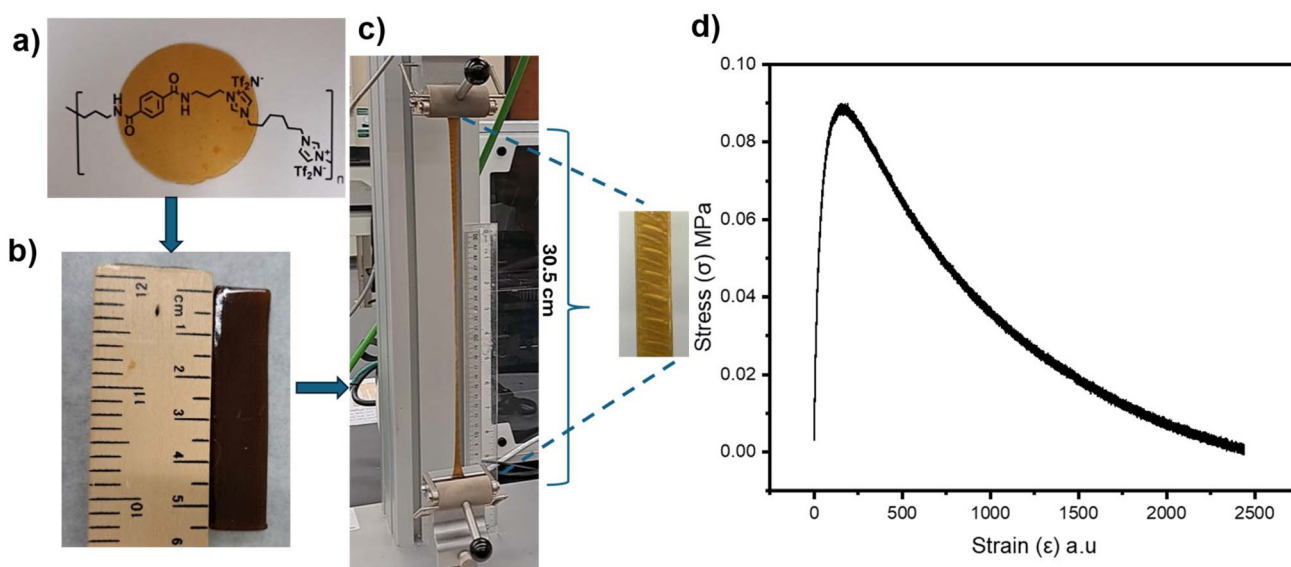 a)
Tf₂N⁻
O
H
N
N
H
O
N
+
N
N
N
+
Tf₂N⁻
n
b)
12
11
10
cm 1
2
3
4
5
6
c)
30.5 cm
d)
Stress (σ) MPa
0.10
0.08
0.06
0.04
0.02
0.00
0
500
1000
1500
2000
2500
Strain (ε) a.u